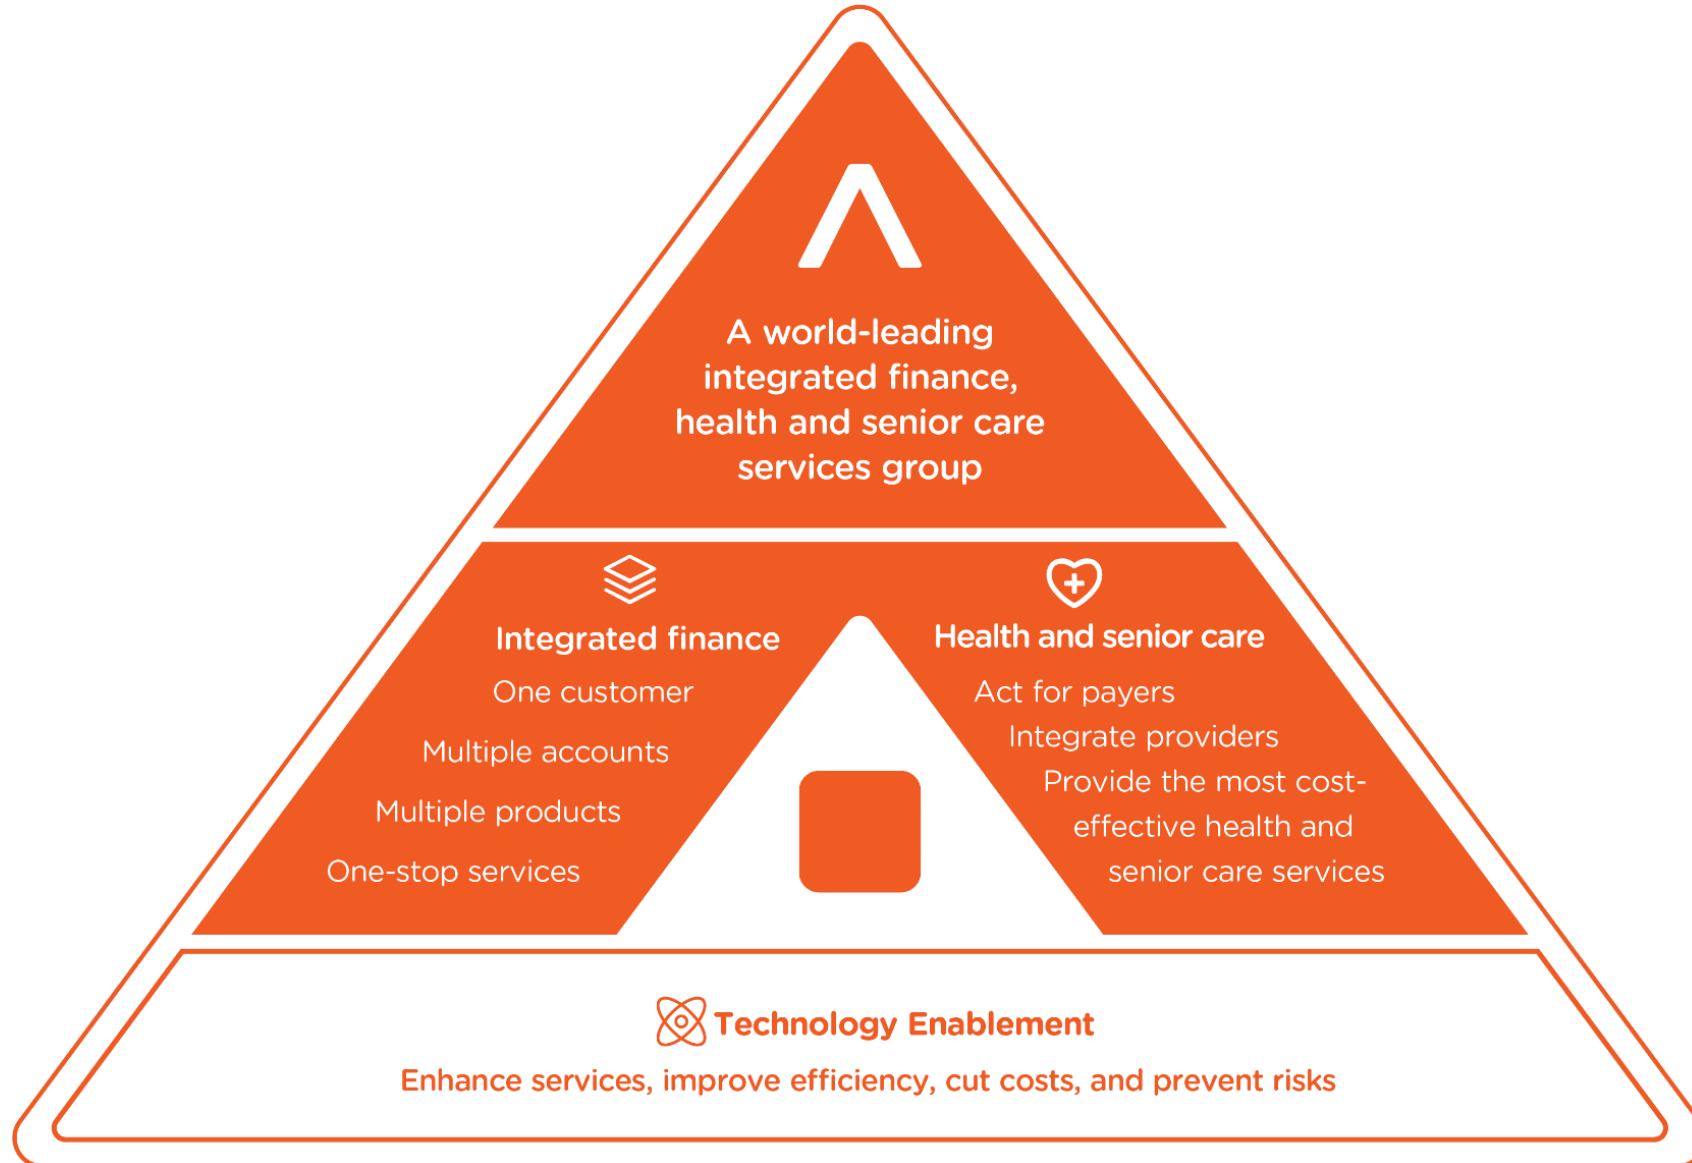 A world-leading
integrated finance,
health and senior care
services group
Integrated finance
One customer
Multiple accounts
Multiple products
One-stop services
Health and senior care
Act for payers
Integrate providers
Provide the most cost-
effective health and
senior care services
Technology Enablement
Enhance services, improve efficiency, cut costs, and prevent risks